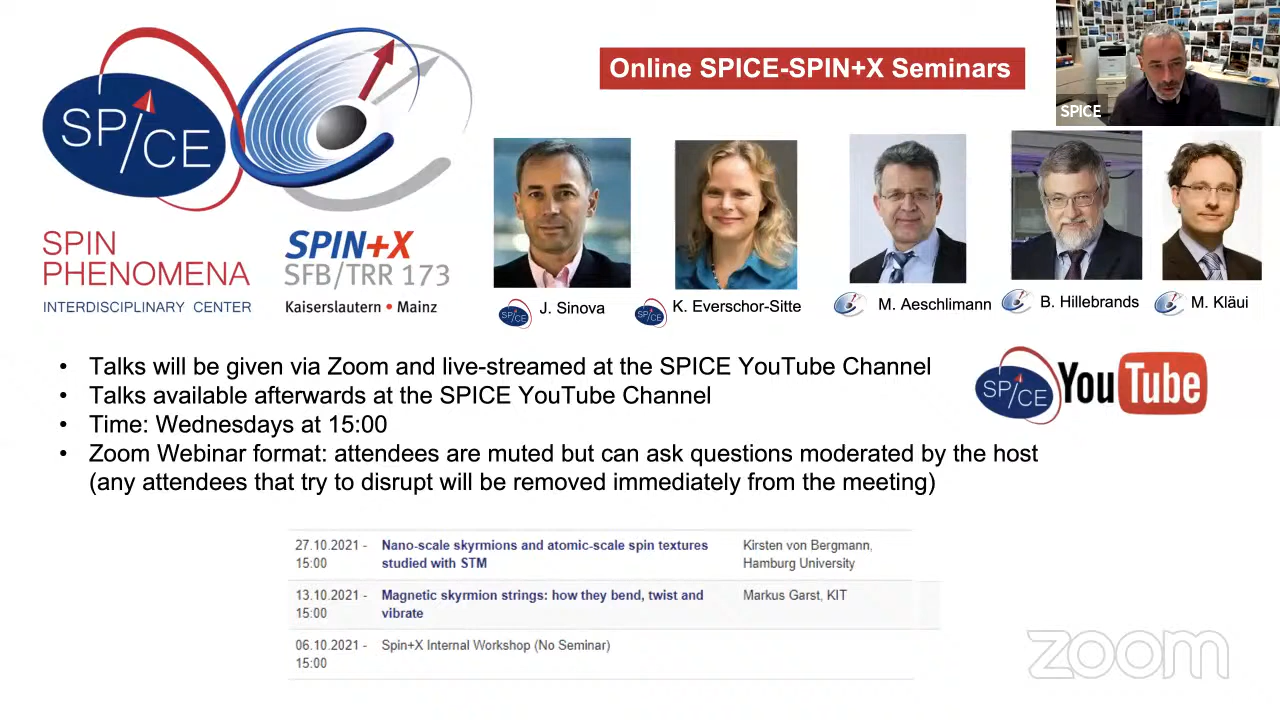 Online SPICE-SPIN+X Seminars
SPICE
SPICE
SPIN
PHENOMENA
INTERDISCIPLINARY CENTER
SPIN+X
SFB/TRR 173
Kaiserslautern • Mainz
SPICE
J. Sinova
SPICE
K. Everschor-Sitte
M. Aeschlimann
B. Hillebrands
M. Kläui
• Talks will be given via Zoom and live-streamed at the SPICE YouTube Channel
• Talks available afterwards at the SPICE YouTube Channel
• Time: Wednesdays at 15:00
• Zoom Webinar format: attendees are muted but can ask questions moderated by the host
(any attendees that try to disrupt will be removed immediately from the meeting)
SPICE
YouTube
27.10.2021 - Nano-scale skyrmions and atomic-scale spin textures Kirsten von Bergmann,
15:00 studied with STM Hamburg University
13.10.2021 - Magnetic skyrmion strings: how they bend, twist and Markus Garst, KIT
15:00 vibrate
06.10.2021 - Spin+X Internal Workshop (No Seminar)
15:00
zoom